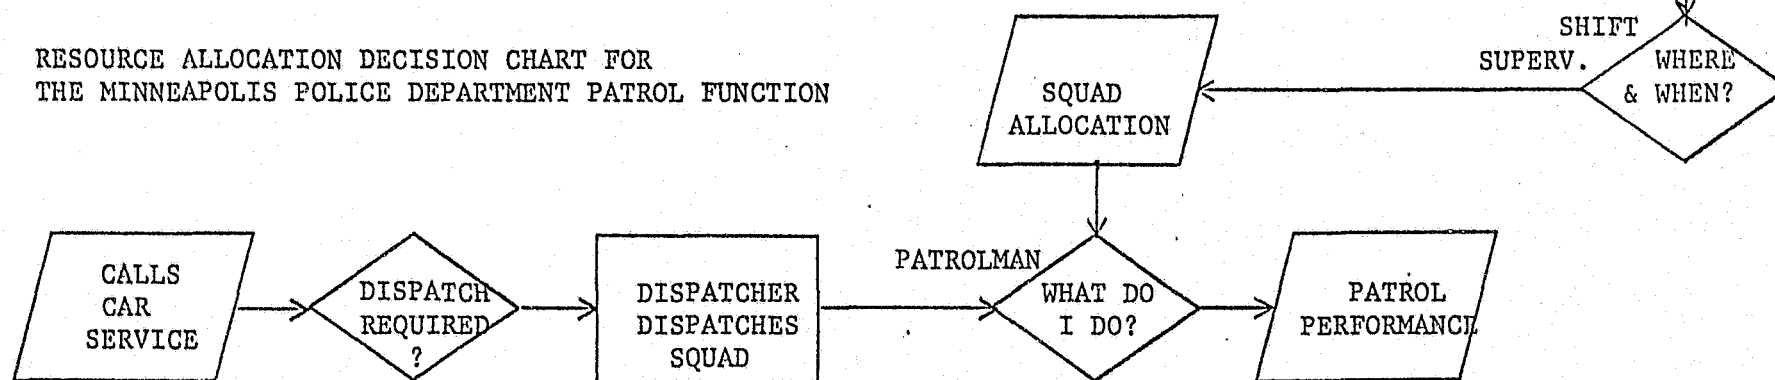 RESOURCE ALLOCATION DECISION CHART FOR
THE MINNEAPOLIS POLICE DEPARTMENT PATROL FUNCTION
SQUAD
ALLOCATION
SHIFT
SUPERV.
WHERE
& WHEN?
CALLS
CAR
SERVICE
DISPATCH
REQUIRED
?
DISPATCHER
DISPATCHES
SQUAD
PATROLMAN
WHAT DO
I DO?
PATROL
PERFORMANCE